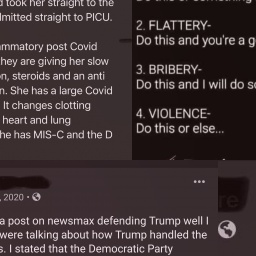 took her straight to the
dmitted straight to PICU.
ammatory post Covid
hey are giving her slow
on, steroids and an anti
n. She has a large Covid
It changes clotting
heart and lung
he has MIS-C and the D
2. FLATTERY-
Do this and you're a g
3. BRIBERY-
Do this and I will do so
4. VIOLENCE-
Do this or else...
, 2020 •
a post on newsmax defending Trump well I
were talking about how Trump handled the
s. I stated that the Democratic Party